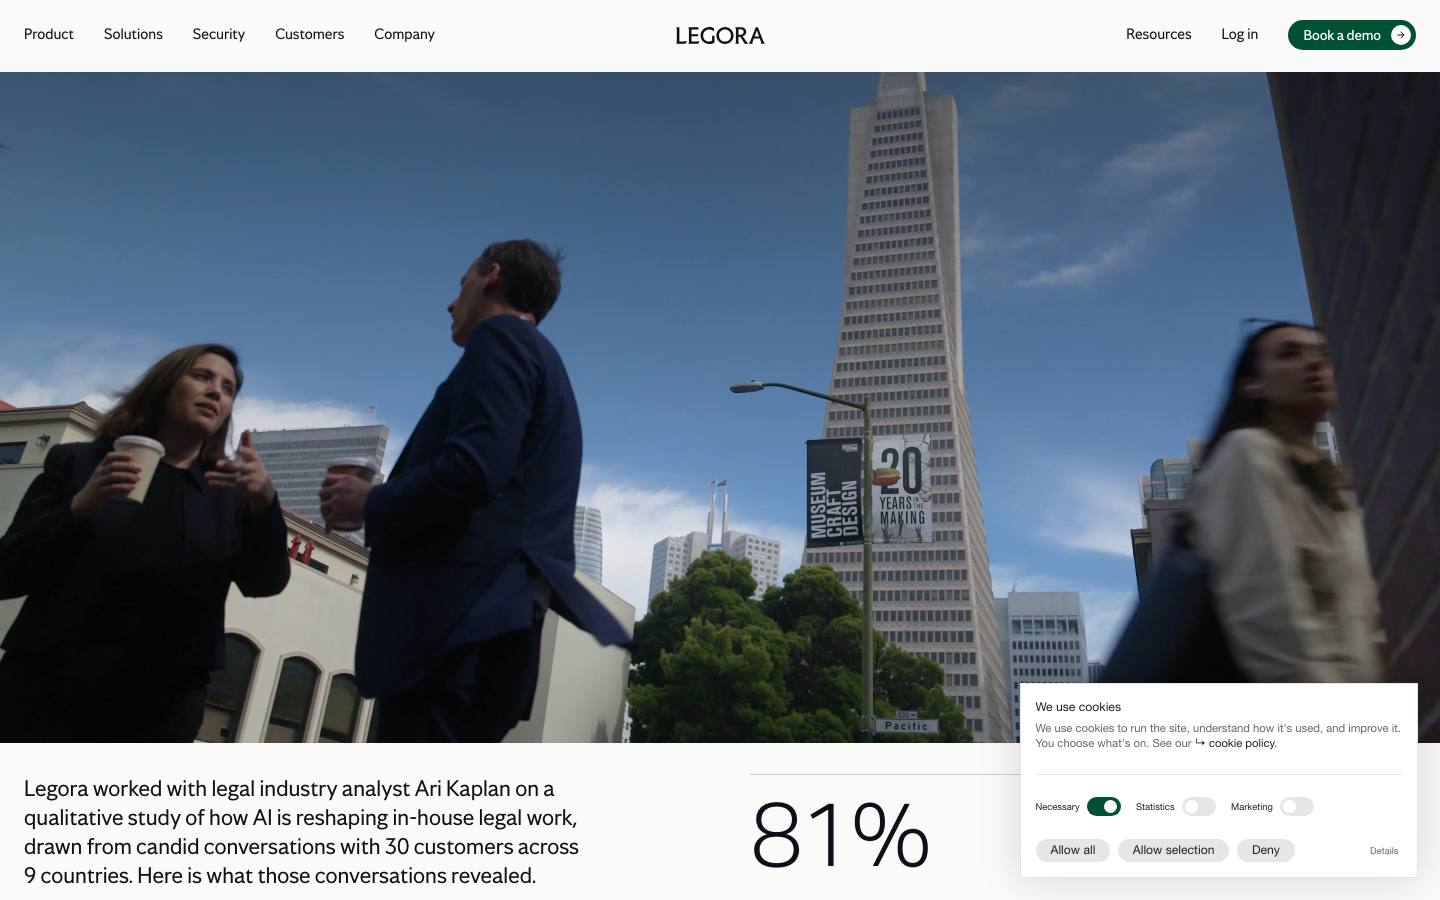 Product Solutions Security Customers Company LEGORA Resources Log in Book a demo
MUSEUM
CRAFT
DESIGN
20
YEARS IN THE
MAKING
500
Pacific
Legora worked with legal industry analyst Ari Kaplan on a
qualitative study of how AI is reshaping in-house legal work,
drawn from candid conversations with 30 customers across
9 countries. Here is what those conversations revealed.
81%
We use cookies
We use cookies to run the site, understand how it's used, and improve it.
You choose what's on. See our ↳ cookie policy.
Necessary Statistics Marketing
Allow all Allow selection Deny Details